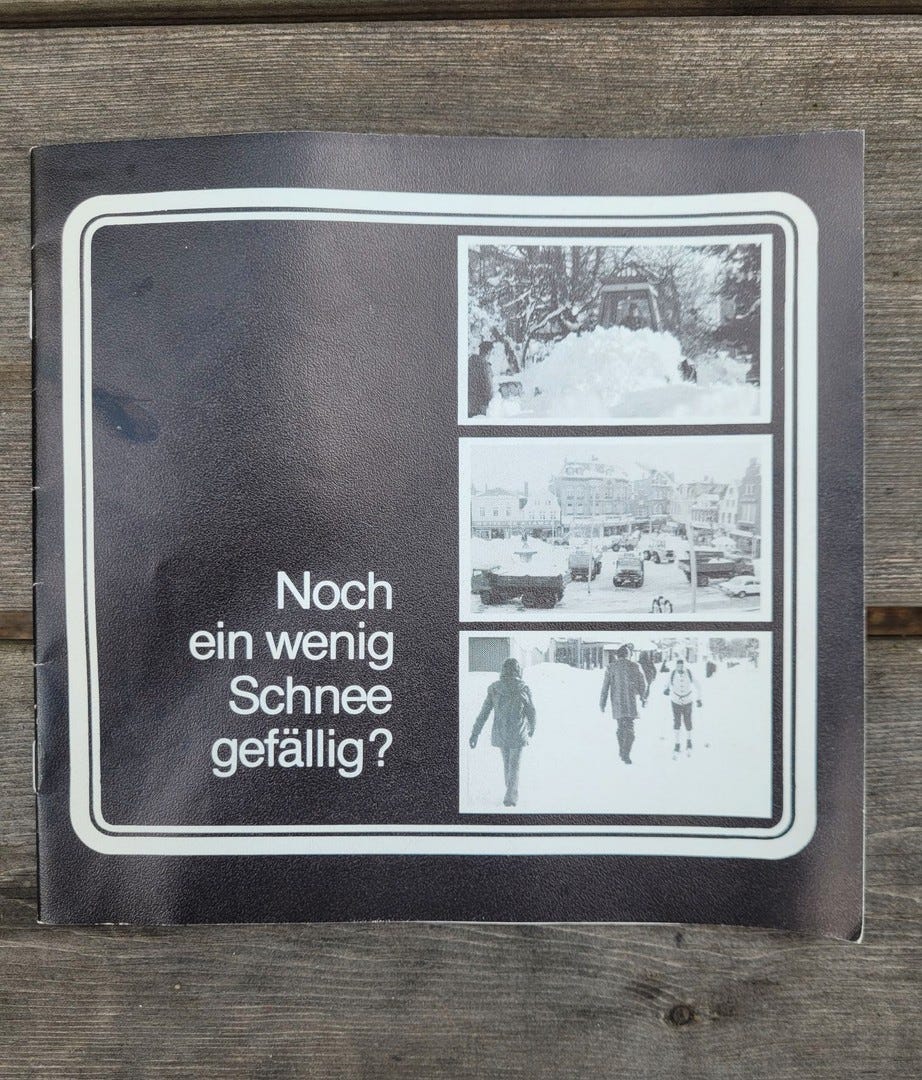 Noch
ein wenig
Schnee
gefällig?